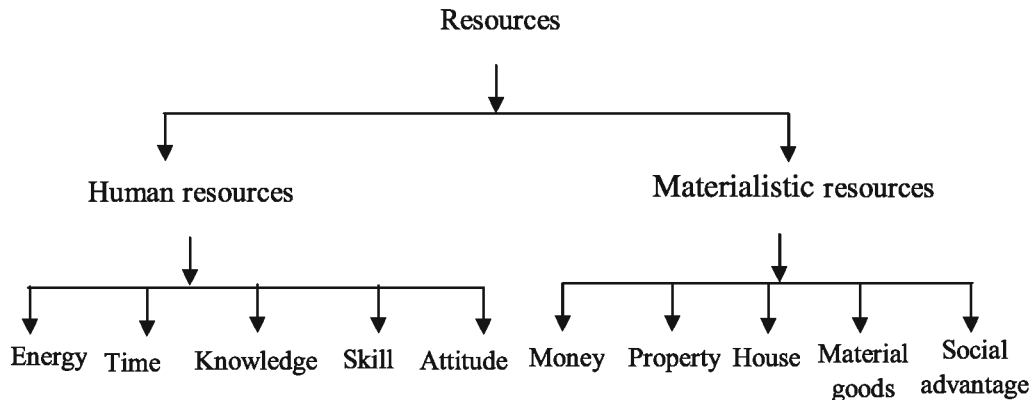 Resources
Human resources
Materialistic resources
Energy
Time
Knowledge
Skill
Attitude
Money
Property
House
Material
goods
Social
advantage